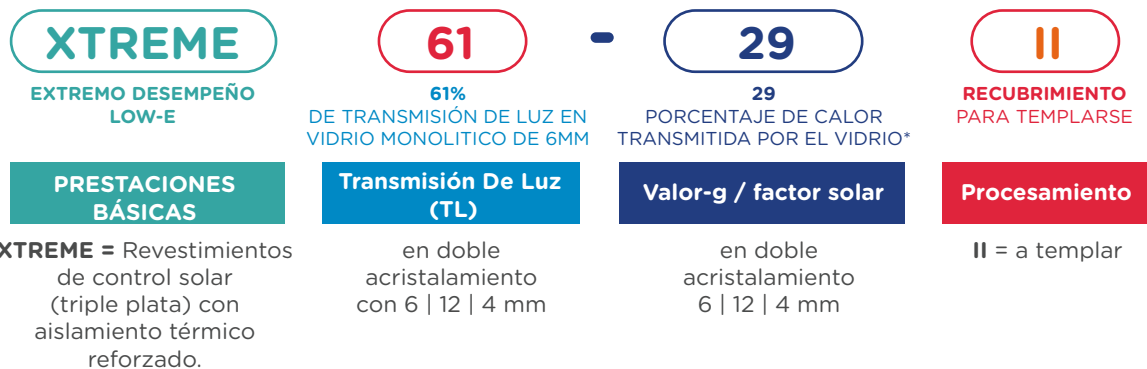 XTREME
61
-
29
II
EXTREMO DESEMPEÑO
LOW-E
61%
DE TRANSMISIÓN DE LUZ EN
VIDRIO MONOLITICO DE 6MM
29
PORCENTAJE DE CALOR
TRANSMITIDA POR EL VIDRIO*
RECUBRIMIENTO
PARA TEMPLARSE
PRESTACIONES
BÁSICAS
Transmisión De Luz
(TL)
Valor-g / factor solar
Procesamiento
XTREME = Revestimientos
de control solar
(triple plata) con
aislamiento térmico
reforzado.
en doble
acristalamiento
con 6 | 12 | 4 mm
en doble
acristalamiento
6 | 12 | 4 mm
II = a templar